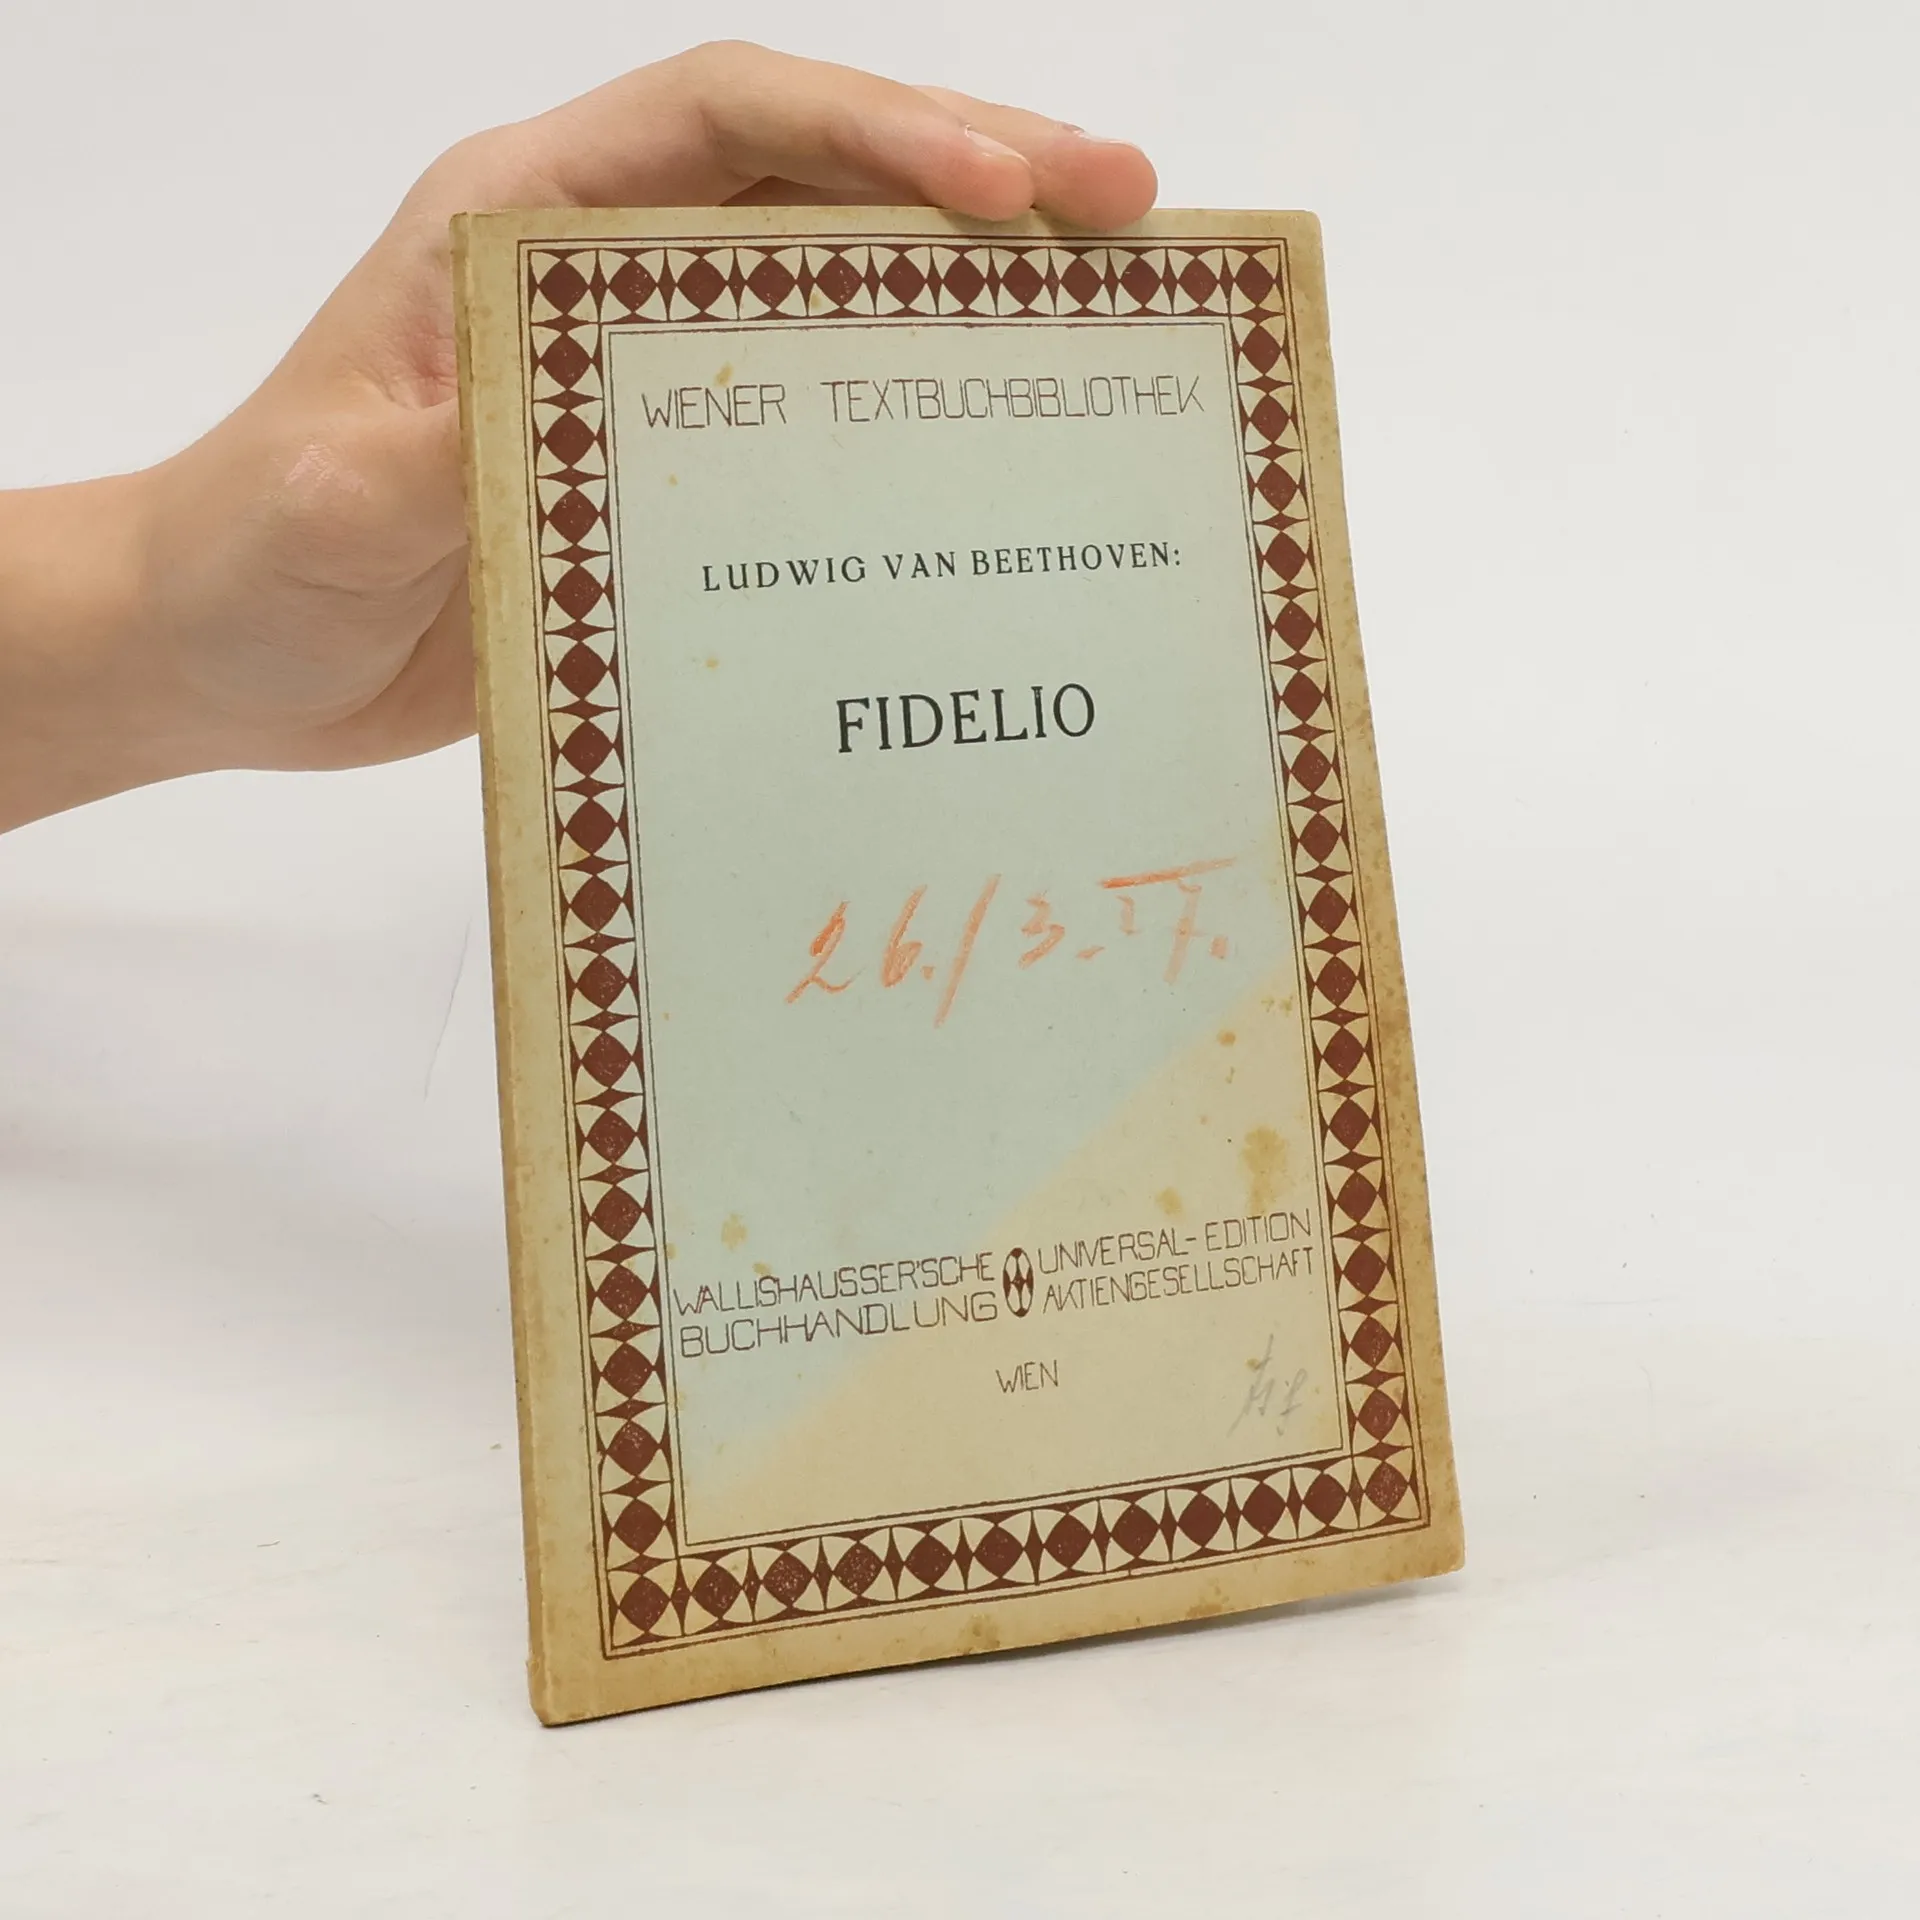 WIENER TEXTBUCHBIBLIOTHEK
LUDWIG VAN BEETHOVEN:
FIDELIO
26./3.
WALLISHAUSSER'SCHE
BUCHHANDLUNG
UNIVERSAL-EDITION
AKTIENGESELLSCHAFT
WIEN